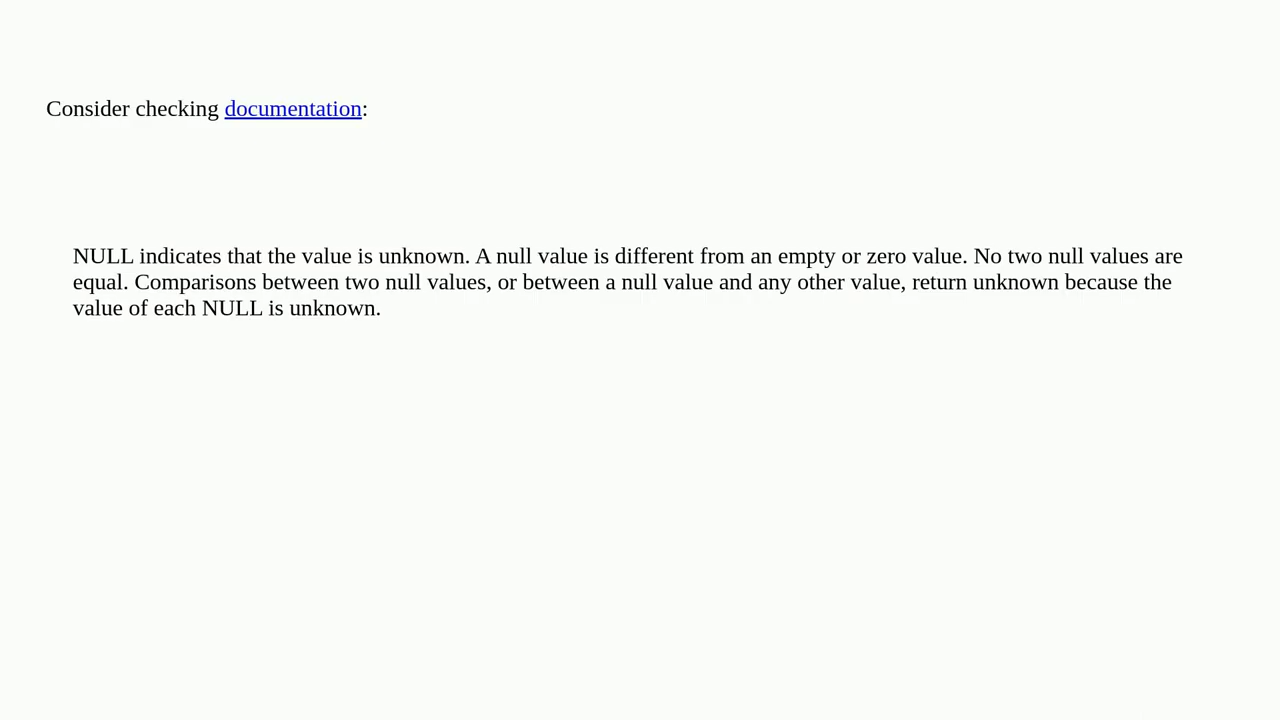 Consider checking documentation:
NULL indicates that the value is unknown. A null value is different from an empty or zero value. No two null values are
equal. Comparisons between two null values, or between a null value and any other value, return unknown because the
value of each NULL is unknown.